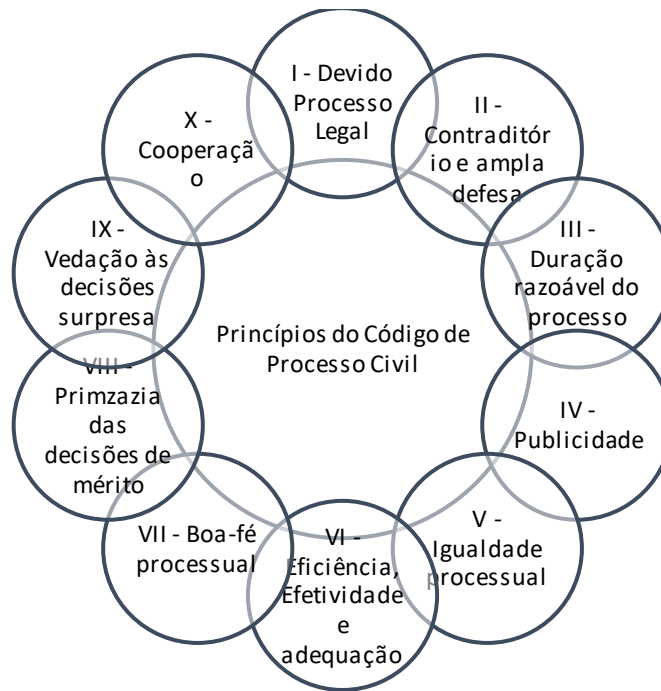 I - Devido
Processo
Legal
II -
Contraditór
io e ampla
defesa
III -
Duração
razoável do
processo
IV -
Publicidade
V -
Igualdade
processual
VI -
Eficiência,
Efetividade
e
adequação
VII - Boa-fé
processual
VIII -
Primzazia
das
decisões de
mérito
IX -
Vedação às
decisões
surpresa
X -
Cooperaçã
o
Princípios do Código de
Processo Civil